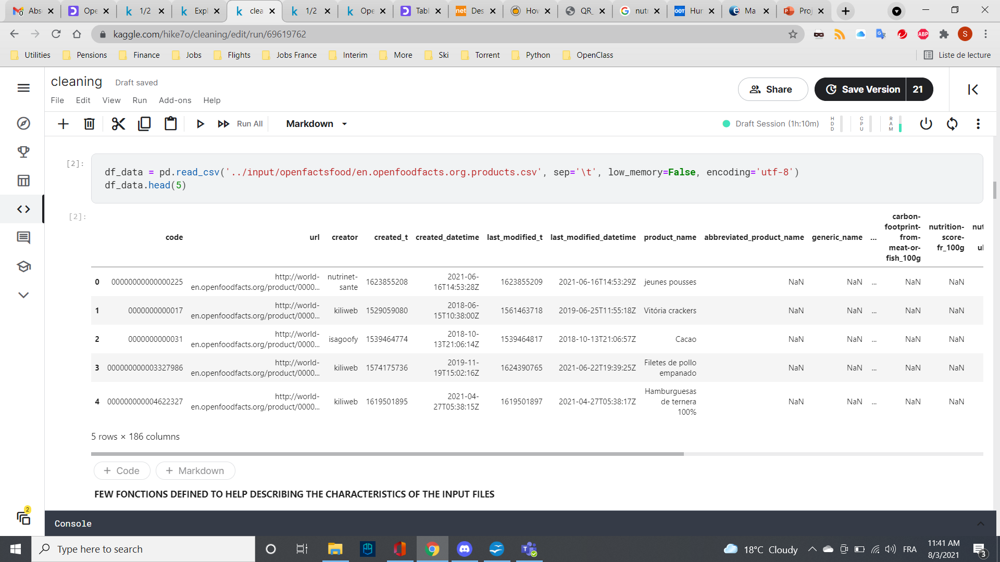 Abs
Ope
1/2
Expl
clea
1/2
Ope
Tabl
net Des
How
QR_
nutr
OOT Hur
Ma
Proj
kaggle.com/hike7o/cleaning/edit/run/69619762
ABP
S
Utilities
Pensions
Finance
Jobs
Flights
Jobs France
Interim
More
Ski
Torrent
Python
OpenClass
Liste de lecture
cleaning
Draft saved
File Edit View Run Add-ons Help
Share
Save Version 21
Run All
Markdown
Draft Session (1h:10m)
HDD
CPU
RAM
[2]:
df_data = pd.read_csv('../input/openfactsfood/en.openfoodfacts.org.products.csv', sep='\t', low_memory=False, encoding='utf-8')
df_data.head(5)
[2]:
code url creator created_t created_datetime last_modified_t last_modified_datetime product_name abbreviated_product_name generic_name ... carbon-footprint-from-meat-or-fish_100g nutrition-score-fr_100g nut
0 00000000000000225 http://world-en.openfoodfacts.org/product/0000... nutrinet-sante 1623855208 2021-06-16T14:53:28Z 1623855209 2021-06-16T14:53:29Z jeunes pousses NaN NaN ... NaN NaN
1 0000000000017 http://world-en.openfoodfacts.org/product/0000... kiliweb 1529059080 2018-06-15T10:38:00Z 1561463718 2019-06-25T11:55:18Z Vitória crackers NaN NaN ... NaN NaN
2 0000000000031 http://world-en.openfoodfacts.org/product/0000... isagoofy 1539464774 2018-10-13T21:06:14Z 1539464817 2018-10-13T21:06:57Z Cacao NaN NaN ... NaN NaN
3 000000000003327986 http://world-en.openfoodfacts.org/product/0000... kiliweb 1574175736 2019-11-19T15:02:16Z 1624390765 2021-06-22T19:39:25Z Filetes de pollo empanado NaN NaN ... NaN NaN
4 000000000004622327 http://world-en.openfoodfacts.org/product/0000... kiliweb 1619501895 2021-04-27T05:38:15Z 1619501897 2021-04-27T05:38:17Z Hamburguesas de ternera 100% NaN NaN ... NaN NaN
5 rows × 186 columns
+ Code
+ Markdown
FEW FONCTIONS DEFINED TO HELP DESCRIBING THE CHARACTERISTICS OF THE INPUT FILES
2
Console
Type here to search
18°C Cloudy
FRA
11:41 AM
8/3/2021
3